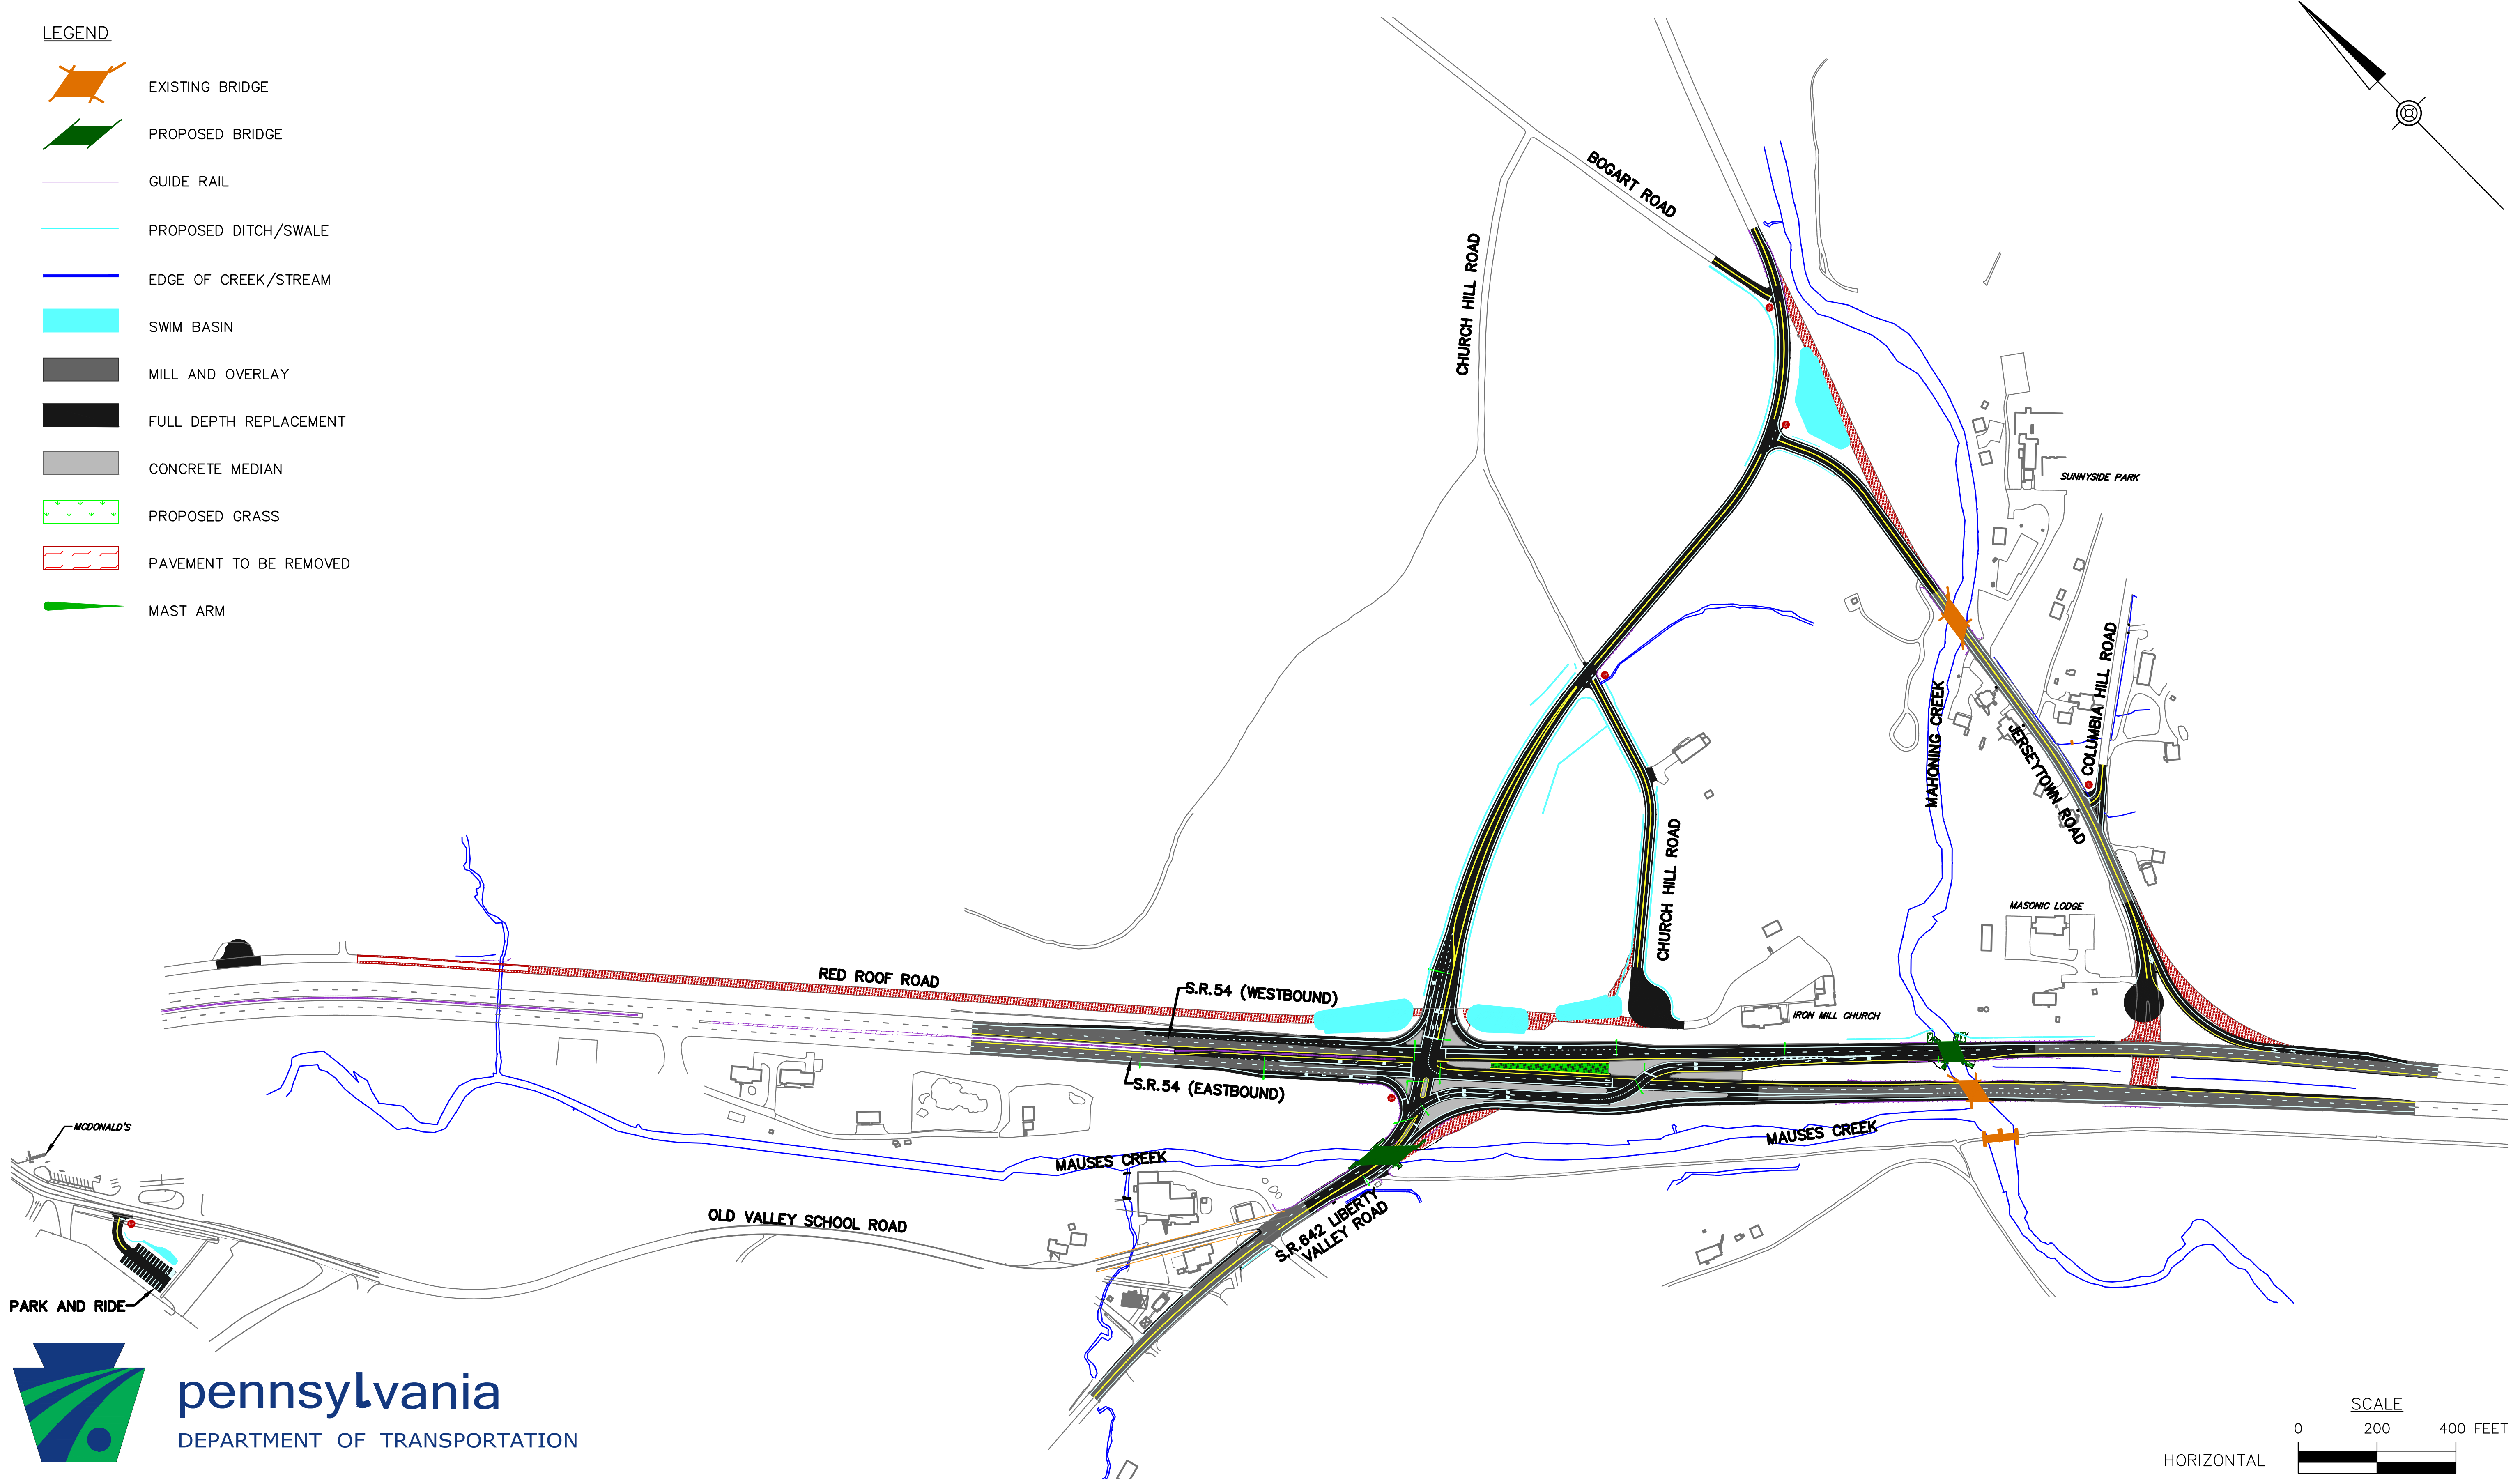 LEGEND
EXISTING BRIDGE
PROPOSED BRIDGE
GUIDE RAIL
PROPOSED DITCH/SWALE
EDGE OF CREEK/STREAM
SWIM BASIN
MILL AND OVERLAY
FULL DEPTH REPLACEMENT
CONCRETE MEDIAN
PROPOSED GRASS
PAVEMENT TO BE REMOVED
MAST ARM
BOGART ROAD
CHURCH HILL ROAD
SUNNYSIDE PARK
COLUMBIA HILL ROAD
MAHONING CREEK
JERSEYTOWN ROAD
CHURCH HILL ROAD
MASONIC LODGE
RED ROOF ROAD
S.R.54 (WESTBOUND)
IRON MILL CHURCH
S.R.54 (EASTBOUND)
MCDONALD'S
MAUSES CREEK
MAUSES CREEK
OLD VALLEY SCHOOL ROAD
S.R.642 LIBERTY
VALLEY ROAD
PARK AND RIDE
pennsylvania
DEPARTMENT OF TRANSPORTATION
SCALE
0 200 400 FEET
HORIZONTAL